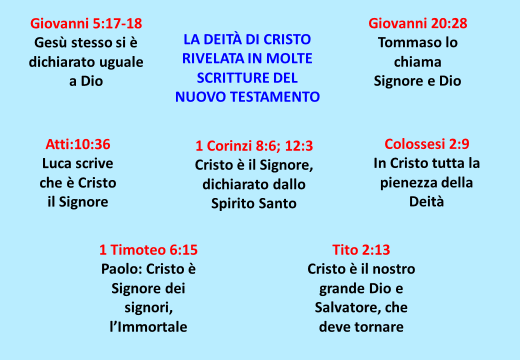 Giovanni 5:17-18
Gesù stesso si è
dichiarato uguale
a Dio
LA DEITÀ DI CRISTO
RIVELATA IN MOLTE
SCRITTURE DEL
NUOVO TESTAMENTO
Giovanni 20:28
Tommaso lo
chiama
Signore e Dio
Atti:10:36
Luca scrive
che è Cristo
il Signore
1 Corinzi 8:6; 12:3
Cristo è il Signore,
dichiarato dallo
Spirito Santo
Colossesi 2:9
In Cristo tutta la
pienezza della
Deità
1 Timoteo 6:15
Paolo: Cristo è
Signore dei
signori,
l’Immortale
Tito 2:13
Cristo è il nostro
grande Dio e
Salvatore, che
deve tornare